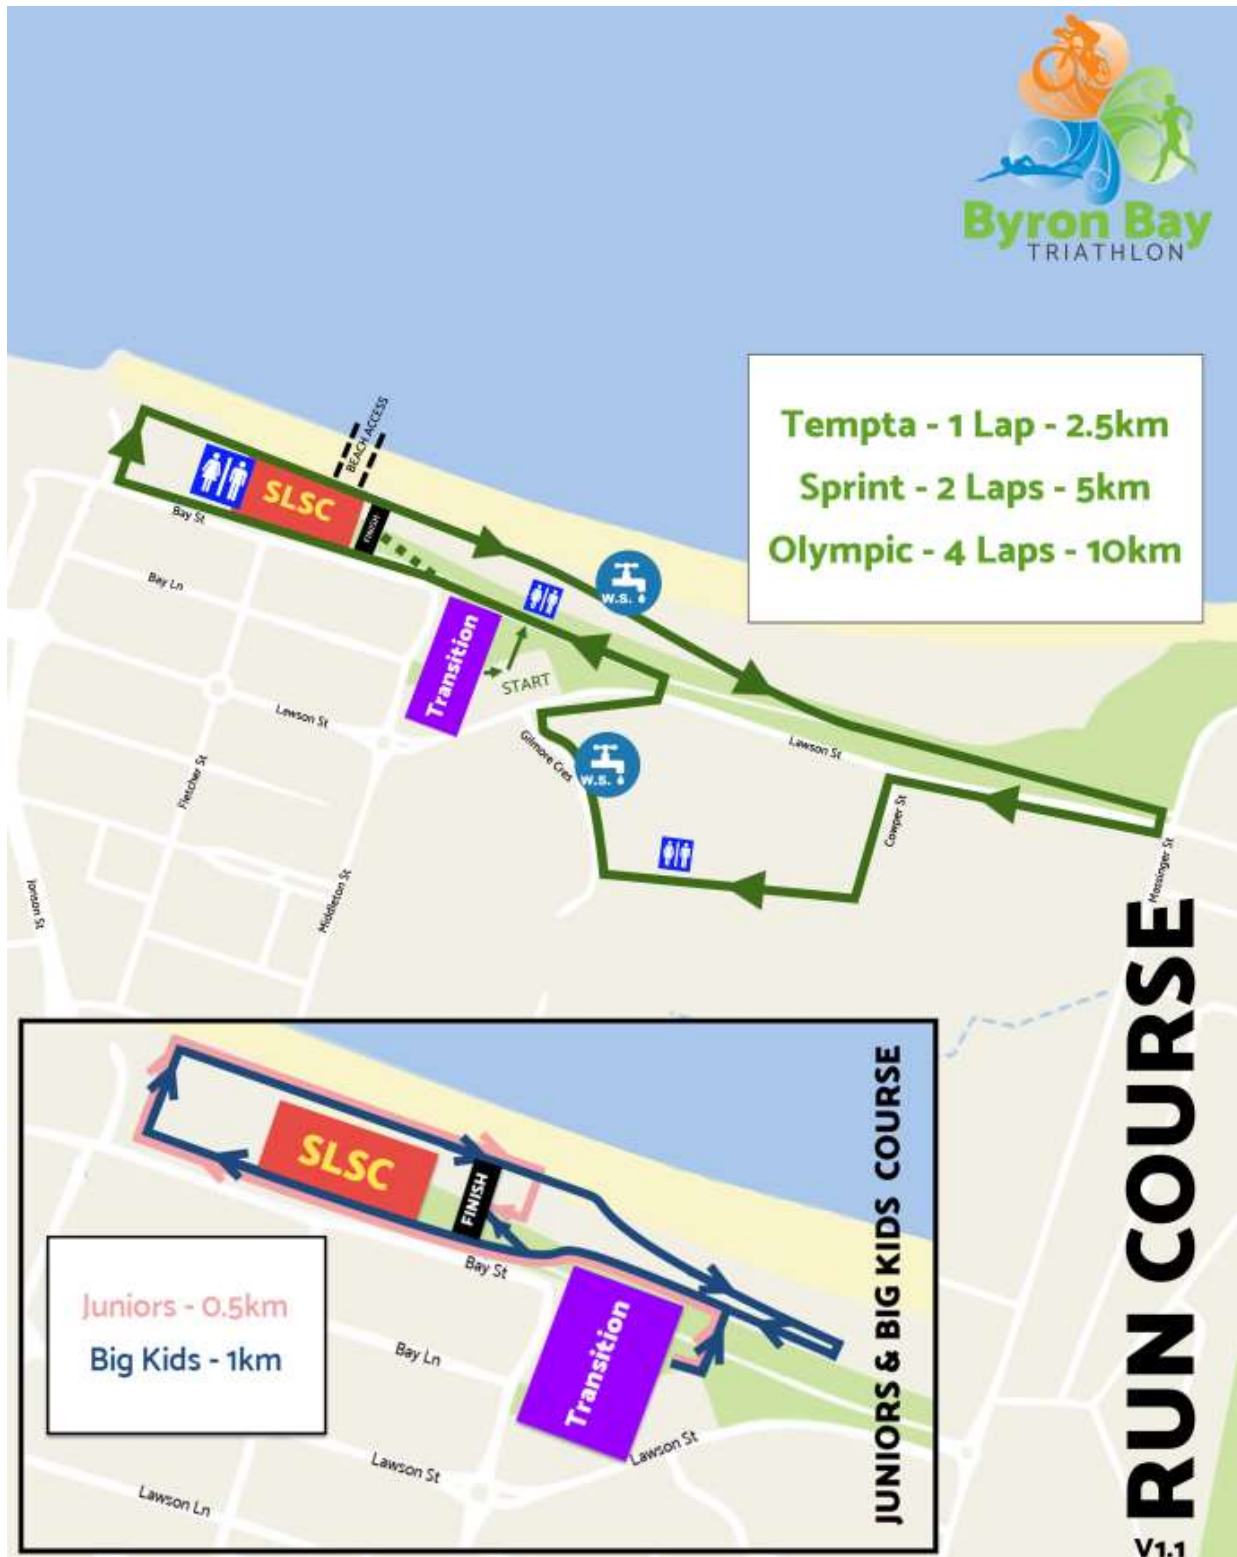 Byron Bay
TRIATHLON
Tempta - 1 Lap - 2.5km
Sprint - 2 Laps - 5km
Olympic - 4 Laps - 10km
BEACH ACCESS
SLSC
FINISH
Bay St
Bay Ln
W.S.
Transition
START
Lawson St
Lawson St
Gilmore Cres
W.S.
Fletcher St
Cowper St
Massinger St
Middleton St
Jonson St
RUN COURSE
V1.1
JUNIORS & BIG KIDS COURSE
SLSC
FINISH
Bay St
Juniors - 0.5km
Big Kids - 1km
Bay Ln
Transition
Lawson St
Lawson St
Lawson Ln